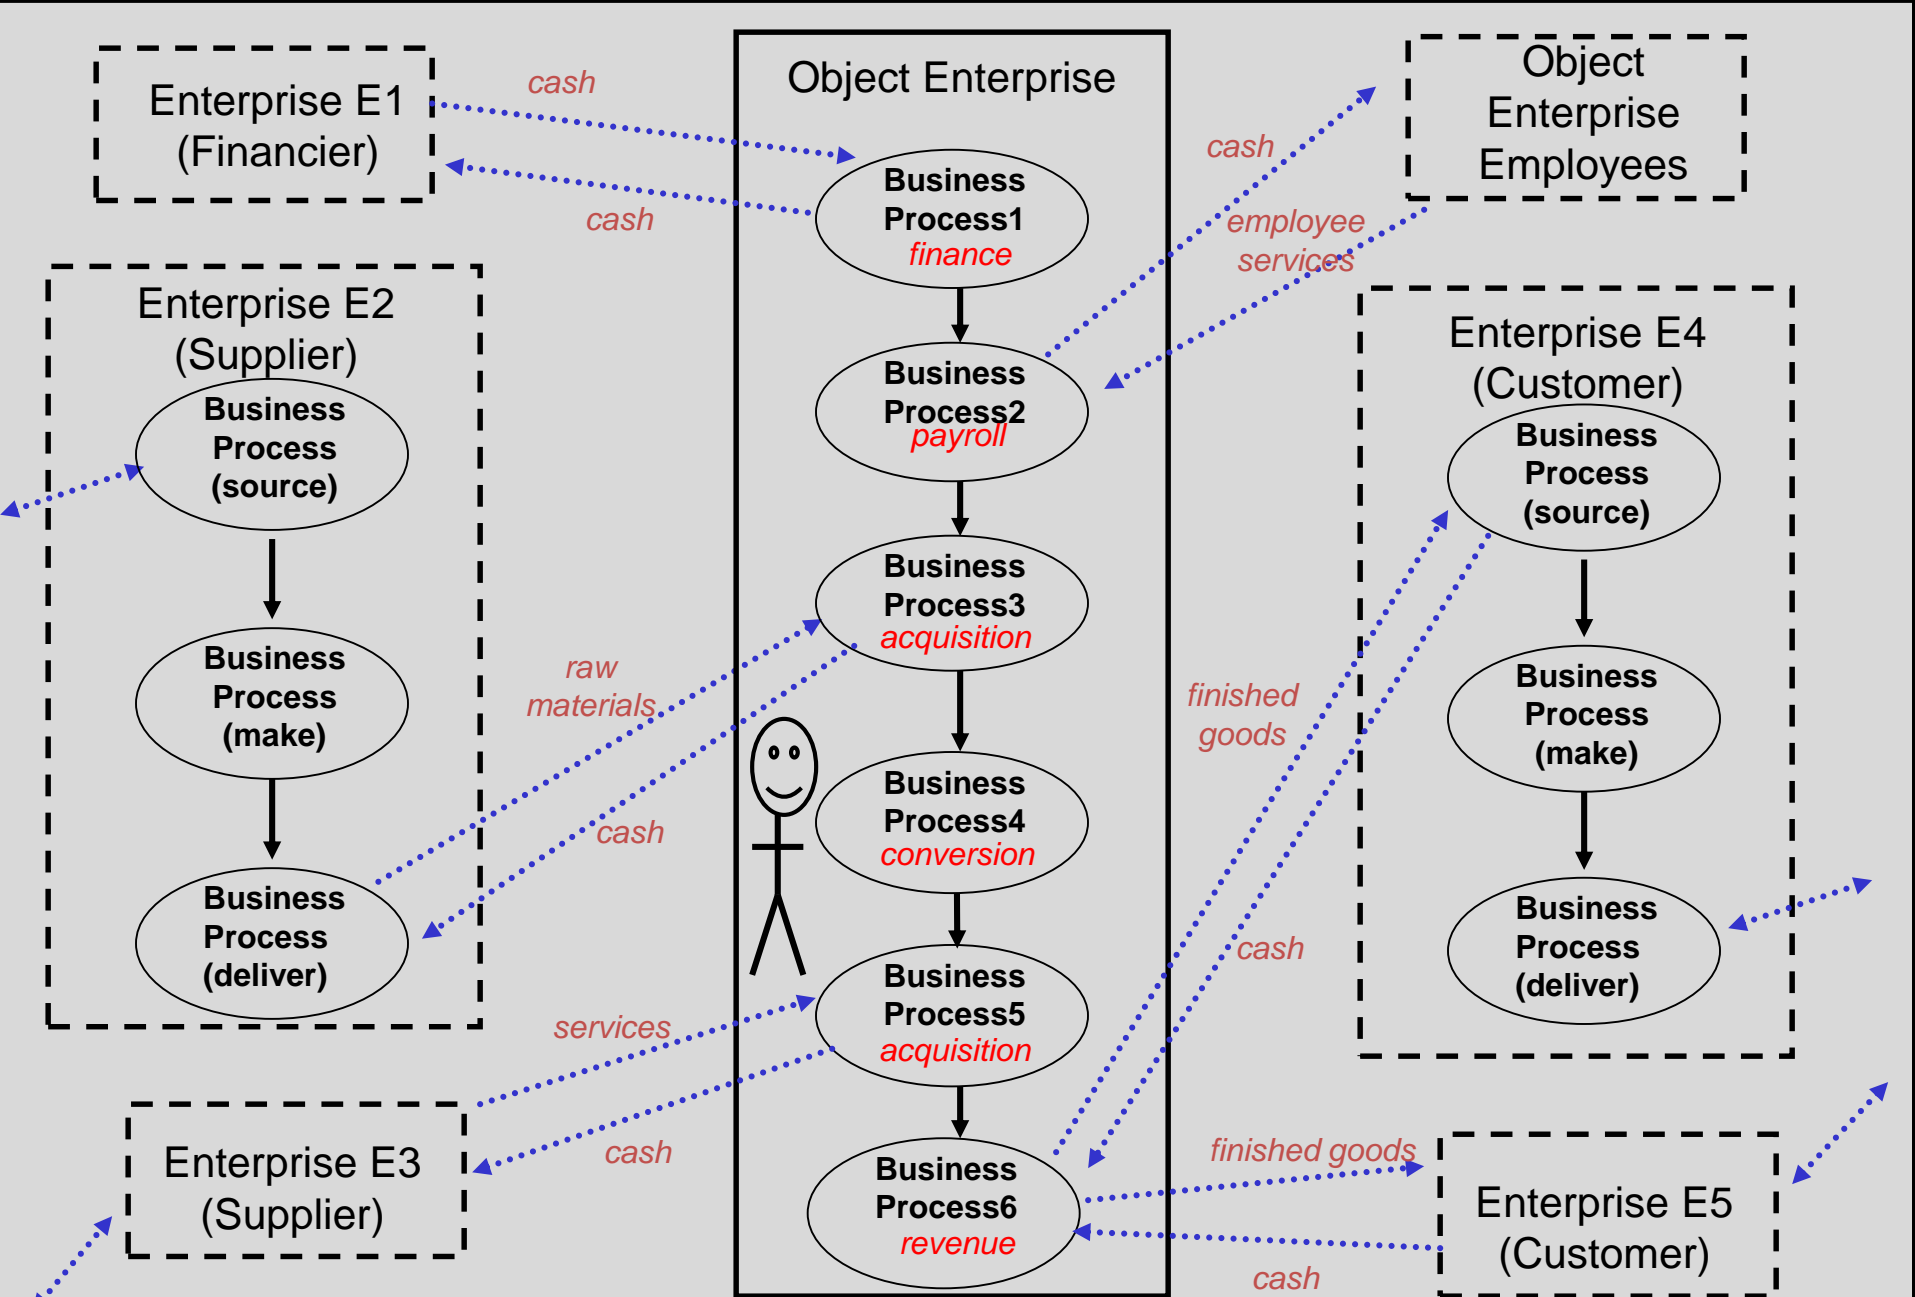 Enterprise E1
(Financier)
cash
cash
Object Enterprise
Business
Process1
finance
Business
Process2
payroll
Business
Process3
acquisition
Business
Process4
conversion
Business
Process5
acquisition
Business
Process6
revenue
cash
employee
services
Object
Enterprise
Employees
Enterprise E2
(Supplier)
Business
Process
(source)
Business
Process
(make)
Business
Process
(deliver)
raw
materials
cash
services
cash
Enterprise E3
(Supplier)
Enterprise E4
(Customer)
Business
Process
(source)
Business
Process
(make)
Business
Process
(deliver)
finished
goods
cash
finished goods
cash
Enterprise E5
(Customer)